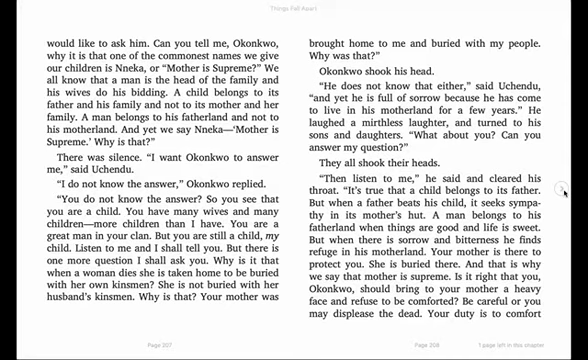 Things Fall Apart
would like to ask him. Can you tell me, Okonkwo,
why it is that one of the commonest names we give
our children is Nneka, or “Mother is Supreme?” We
all know that a man is the head of the family and
his wives do his bidding. A child belongs to its
father and his family and not to its mother and her
family. A man belongs to his fatherland and not to
his motherland. And yet we say Nneka—‘Mother is
Supreme.’ Why is that?”
There was silence. “I want Okonkwo to answer
me,” said Uchendu.
“I do not know the answer,” Okonkwo replied.
“You do not know the answer? So you see that
you are a child. You have many wives and many
children—more children than I have. You are a
great man in your clan. But you are still a child, my
child. Listen to me and I shall tell you. But there is
one more question I shall ask you. Why is it that
when a woman dies she is taken home to be buried
with her own kinsmen? She is not buried with her
husband’s kinsmen. Why is that? Your mother was
Page 207
brought home to me and buried with my people.
Why was that?”
Okonkwo shook his head.
“He does not know that either,” said Uchendu,
“and yet he is full of sorrow because he has come
to live in his motherland for a few years.” He
laughed a mirthless laughter, and turned to his
sons and daughters. “What about you? Can you
answer my question?”
They all shook their heads.
“Then listen to me,” he said and cleared his
throat. “It’s true that a child belongs to its father.
But when a father beats his child, it seeks sympa-
thy in its mother’s hut. A man belongs to his
fatherland when things are good and life is sweet.
But when there is sorrow and bitterness he finds
refuge in his motherland. Your mother is there to
protect you. She is buried there. And that is why
we say that mother is supreme. Is it right that you,
Okonkwo, should bring to your mother a heavy
face and refuse to be comforted? Be careful or you
may displease the dead. Your duty is to comfort
Page 208
1 page left in this chapter